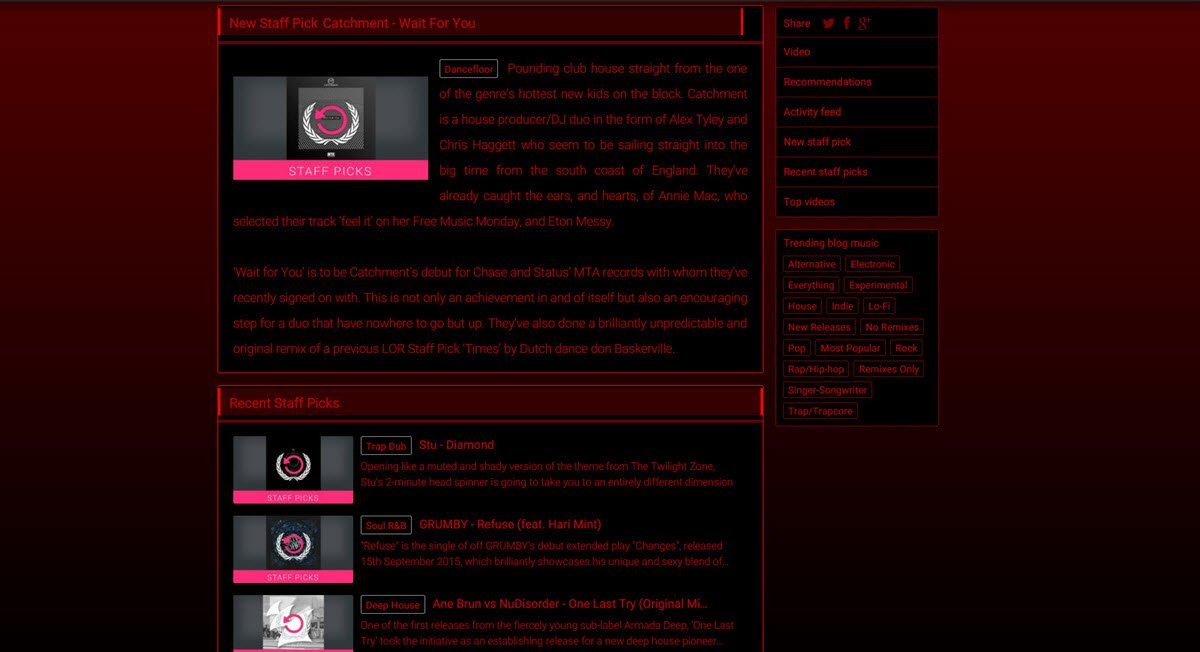 New Staff Pick Catchment - Wait For You
STAFF PICKS
Dancefloor Pounding club house straight from the one
of the genre's hottest new kids on the block. Catchment
is a house producer/DJ duo in the form of Alex Tyley and
Chris Haggett who seem to be sailing straight into the
big time from the south coast of England. They've
already caught the ears, and hearts, of Annie Mac, who
selected their track 'feel it' on her Free Music Monday, and Eton Messy.
'Wait for You' is to be Catchment's debut for Chase and Status' MTA records with whom they've
recently signed on with. This is not only an achievement in and of itself but also an encouraging
step for a duo that have nowhere to go but up. They've also done a brilliantly unpredictable and
original remix of a previous LOR Staff Pick 'Times' by Dutch dance don Baskerville.
Recent Staff Picks
STAFF PICKS
Trap Dub Stu - Diamond
Opening like a muted and shady version of the theme from The Twilight Zone,
Stu's 2-minute head spinner is going to take you to an entirely different dimension
STAFF PICKS
Soul R&B GRUMBY - Refuse (feat. Hari Mint)
"Refuse" is the single of off GRUMBY's debut extended play "Changes", released
15th September 2015, which brilliantly showcases his unique and sexy blend of...
Deep House Ane Brun vs NuDisorder - One Last Try (Original Mi...
One of the first releases from the fiercely young sub-label Armada Deep, 'One Last
Try' took the initiative as an establishing release for a new deep house pioneer...
Share
Video
Recommendations
Activity feed
New staff pick
Recent staff picks
Top videos
Trending blog music
Alternative Electronic
Everything Experimental
House Indie Lo-Fi
New Releases No Remixes
Pop Most Popular Rock
Rap/Hip-hop Remixes Only
Singer-Songwriter
Trap/Trapcore